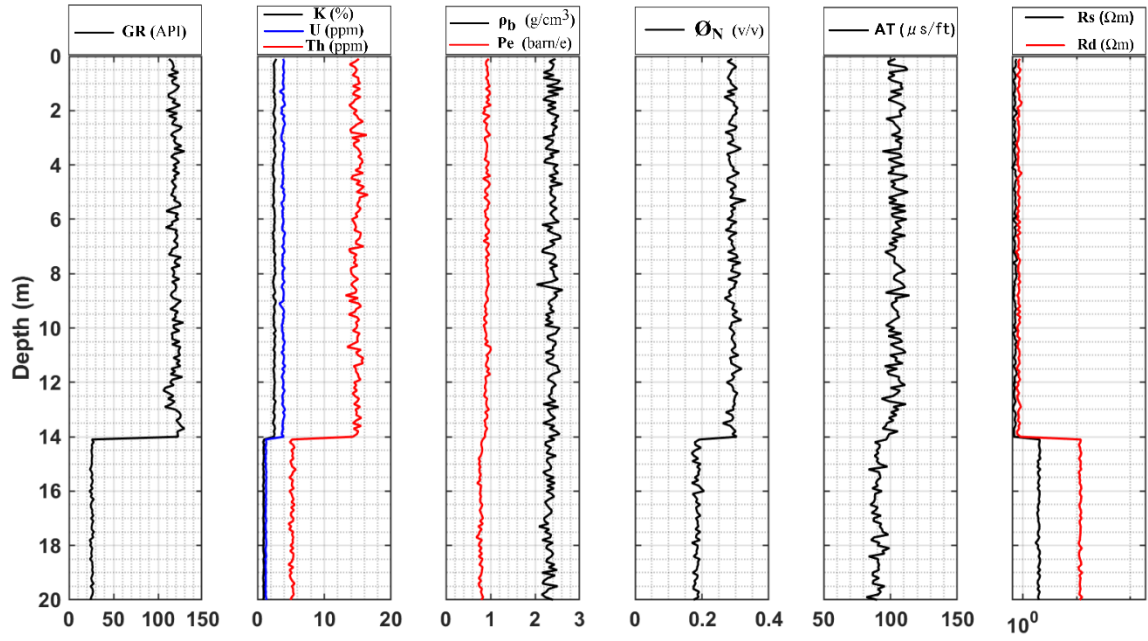 GR (API)
K (%)
U (ppm)
Th (ppm)
ρb (g/cm³)
Pe (barn/e)
ØN (v/v)
AT (μs/ft)
Rs (Ωm)
Rd (Ωm)
Depth (m)
0
2
4
6
8
10
12
14
16
18
20
0 50 100 150
0 10 20
0 1 2 3
0 0.2 0.4
50 100 150
10⁰